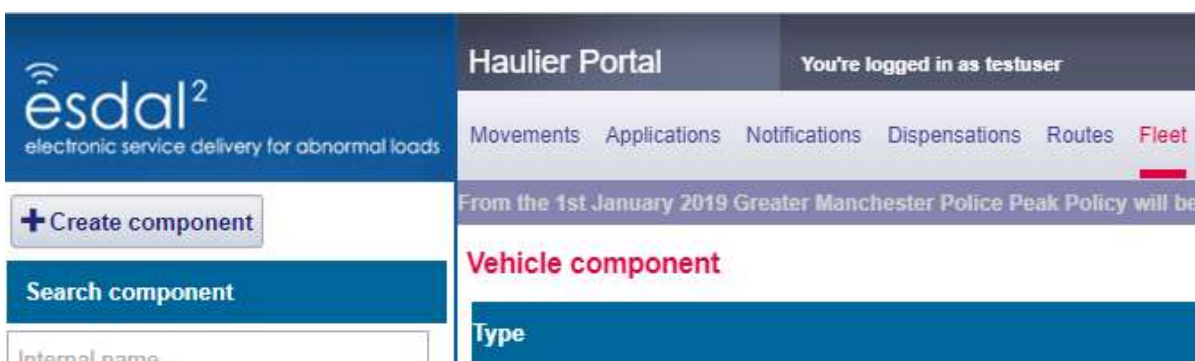 esdal2
electronic service delivery for abnormal loads
Haulier Portal
You're logged in as testuser
Movements Applications Notifications Dispensations Routes Fleet
From the 1st January 2019 Greater Manchester Police Peak Policy will be
+Create component
Search component
Internal name
Vehicle component
Type